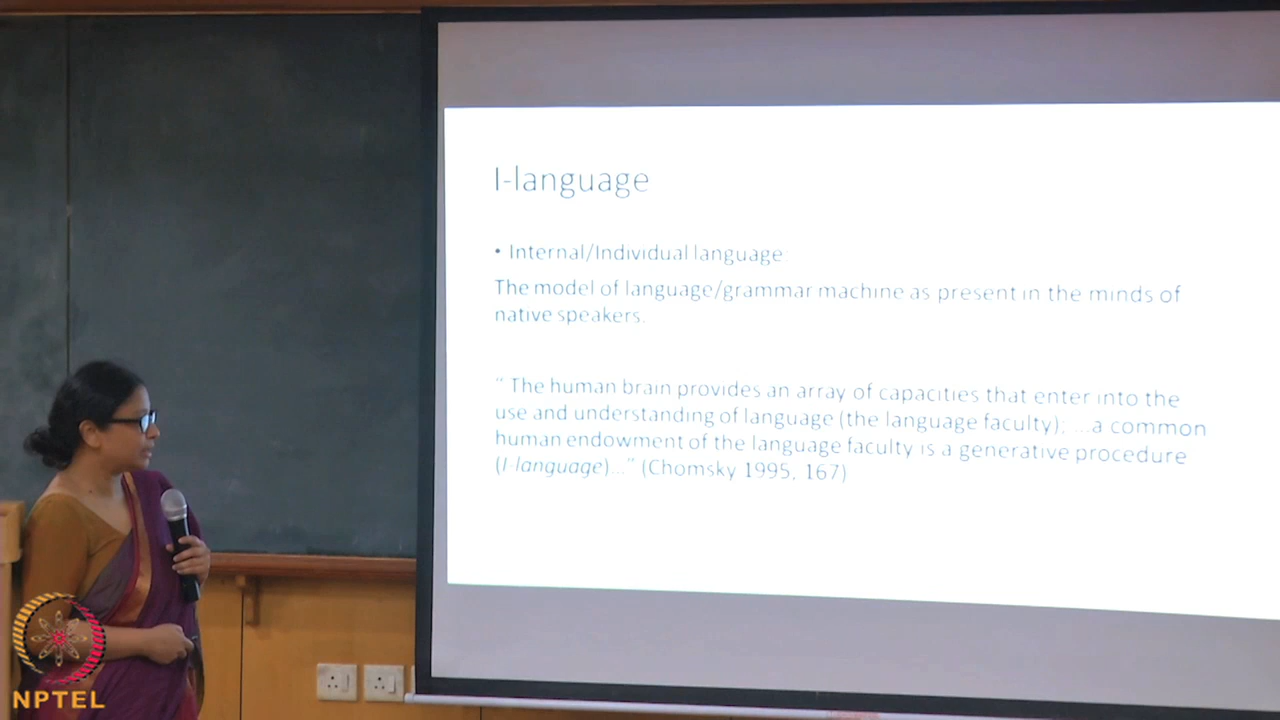 I-language
• Internal/Individual language:
The model of language/grammar machine as present in the minds of
native speakers.
“ The human brain provides an array of capacities that enter into the
use and understanding of language (the language faculty); ...a common
human endowment of the language faculty is a generative procedure
(I-language)...” (Chomsky 1995, 167)
NPTEL